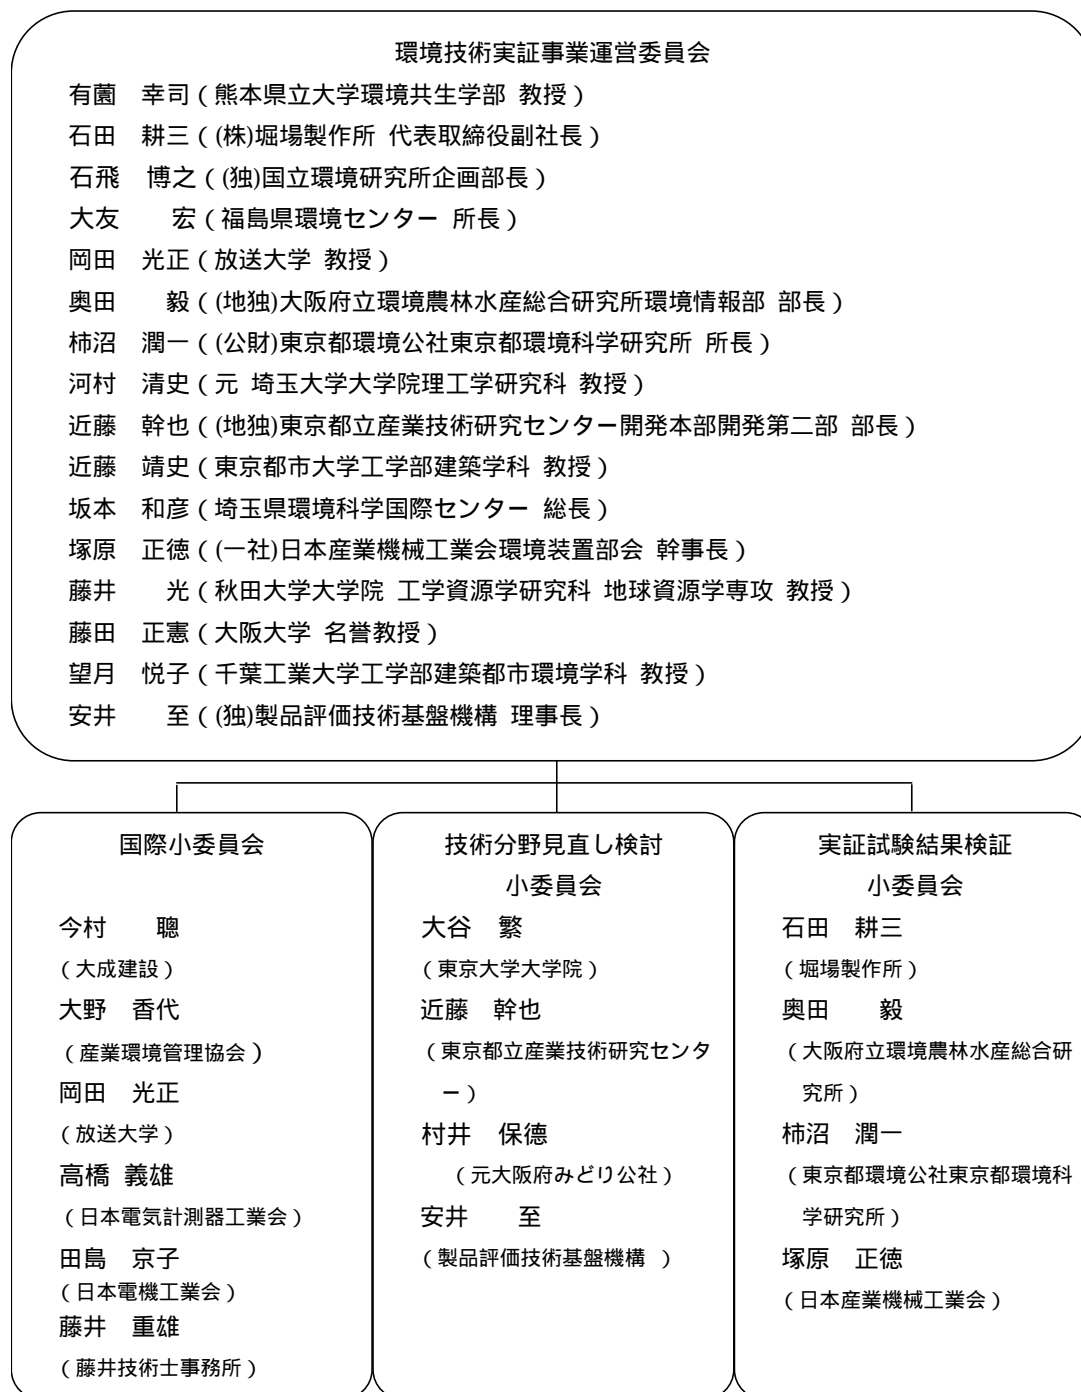 環境技術実証事業運営委員会
有薗　幸司（熊本県立大学環境共生学部 教授）
石田　耕三（(株)堀場製作所 代表取締役副社長）
石飛　博之（(独)国立環境研究所企画部長）
大友　　宏（福島県環境センター 所長）
岡田　光正（放送大学 教授）
奥田　　毅（(地独)大阪府立環境農林水産総合研究所環境情報部 部長）
柿沼　潤一（(公財)東京都環境公社東京都環境科学研究所 所長）
河村　清史（元 埼玉大学大学院理工学研究科 教授）
近藤　幹也（(地独)東京都立産業技術研究センター開発本部開発第二部 部長）
近藤　靖史（東京都市大学工学部建築学科 教授）
坂本　和彦（埼玉県環境科学国際センター 総長）
塚原　正徳（(一社)日本産業機械工業会環境装置部会 幹事長）
藤井　　光（秋田大学大学院 工学資源学研究科 地球資源学専攻 教授）
藤田　正憲（大阪大学 名誉教授）
望月　悦子（千葉工業大学工学部建築都市環境学科 教授）
安井　　至（(独)製品評価技術基盤機構 理事長）
国際小委員会
今村　　聰
（大成建設）
大野　香代
（産業環境管理協会）
岡田　光正
（放送大学）
高橋 義雄
（日本電気計測器工業会）
田島　京子
（日本電機工業会）
藤井　重雄
（藤井技術士事務所）
技術分野見直し検討
小委員会
大谷　繁
（東京大学大学院）
近藤　幹也
（東京都立産業技術研究センタ
ー）
村井　保徳
（元大阪府みどり公社）
安井　　至
（製品評価技術基盤機構 ）
実証試験結果検証
小委員会
石田　耕三
（堀場製作所）
奥田　　毅
（大阪府立環境農林水産総合研
究所）
柿沼　潤一
（東京都環境公社東京都環境科
学研究所）
塚原　正徳
（日本産業機械工業会）